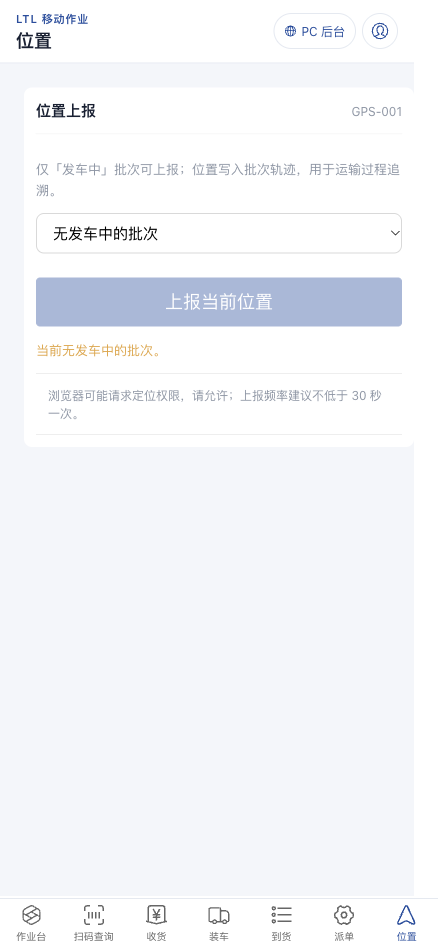 LTL 移动作业
位置
PC 后台
位置上报
GPS-001
仅「发车中」批次可上报；位置写入批次轨迹，用于运输过程追
溯。
无发车中的批次
上报当前位置
当前无发车中的批次。
浏览器可能请求定位权限，请允许；上报频率建议不低于 30 秒
一次。
作业台
扫码查询
收货
装车
到货
派单
位置